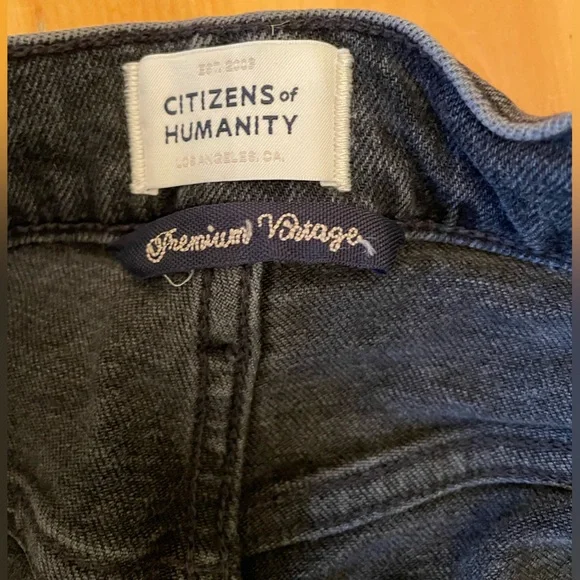 EST. 2003
CITIZENS of
HUMANITY
LOS ANGELES, CA.
Premium Vintage